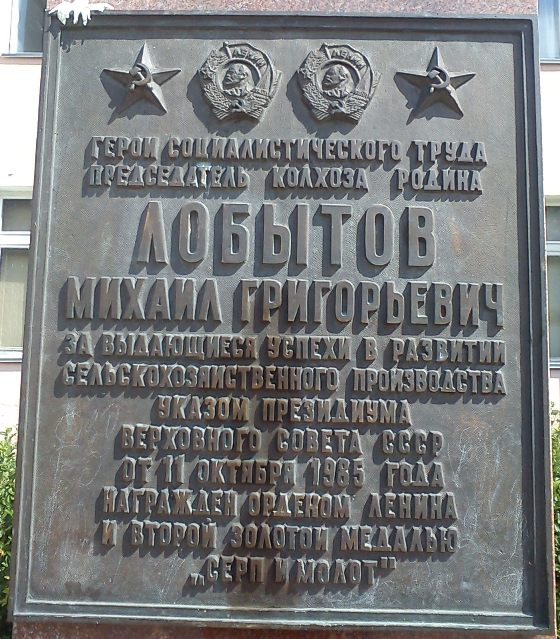 ГЕРОЙ СОЦИАЛИСТИЧЕСКОГО ТРУДА
ПРЕДСЕДАТЕЛЬ КОЛХОЗА РОДИНА
ЛОБЫТОВ
МИХАИЛ ГРИГОРЬЕВИЧ
ЗА ВЫДАЮЩИЕСЯ УСПЕХИ В РАЗВИТИИ
СЕЛЬСКОХОЗЯЙСТВЕННОГО ПРОИЗВОДСТВА
УКАЗОМ ПРЕЗИДИУМА
ВЕРХОВНОГО СОВЕТА СССР
ОТ 11 ОКТЯБРЯ 1985 ГОДА
НАГРАЖДЕН ОРДЕНОМ ЛЕНИНА
И ВТОРОЙ ЗОЛОТОЙ МЕДАЛЬЮ
„СЕРП И МОЛОТ"